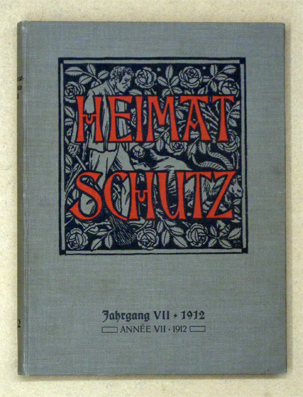 HEIMAT
SCHUTZ
Jahrgang VII • 1912
ANNÉE VII • 1912